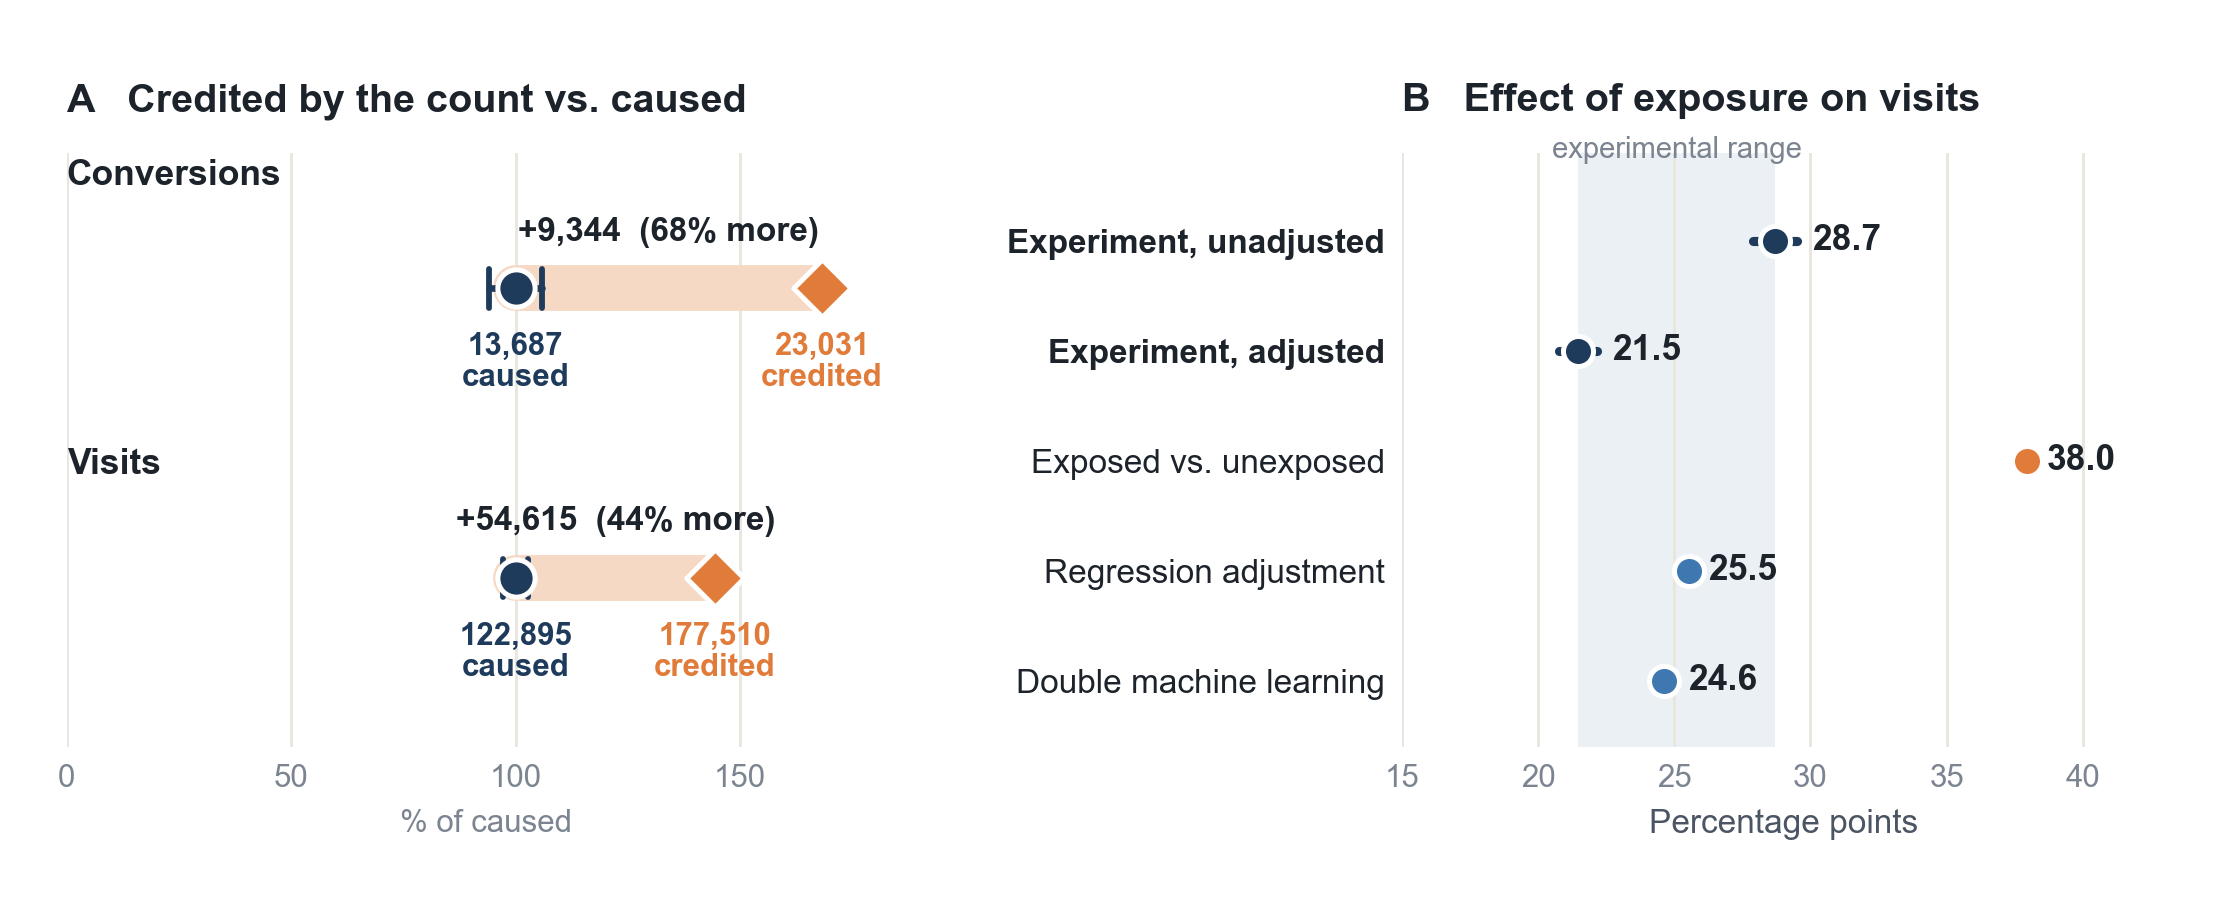 A Credited by the count vs. caused
Conversions
+9,344 (68% more)
13,687
caused
23,031
credited
Visits
+54,615 (44% more)
122,895
caused
177,510
credited
0 50 100 150
% of caused
B Effect of exposure on visits
experimental range
Experiment, unadjusted 28.7
Experiment, adjusted 21.5
Exposed vs. unexposed 38.0
Regression adjustment 25.5
Double machine learning 24.6
15 20 25 30 35 40
Percentage points